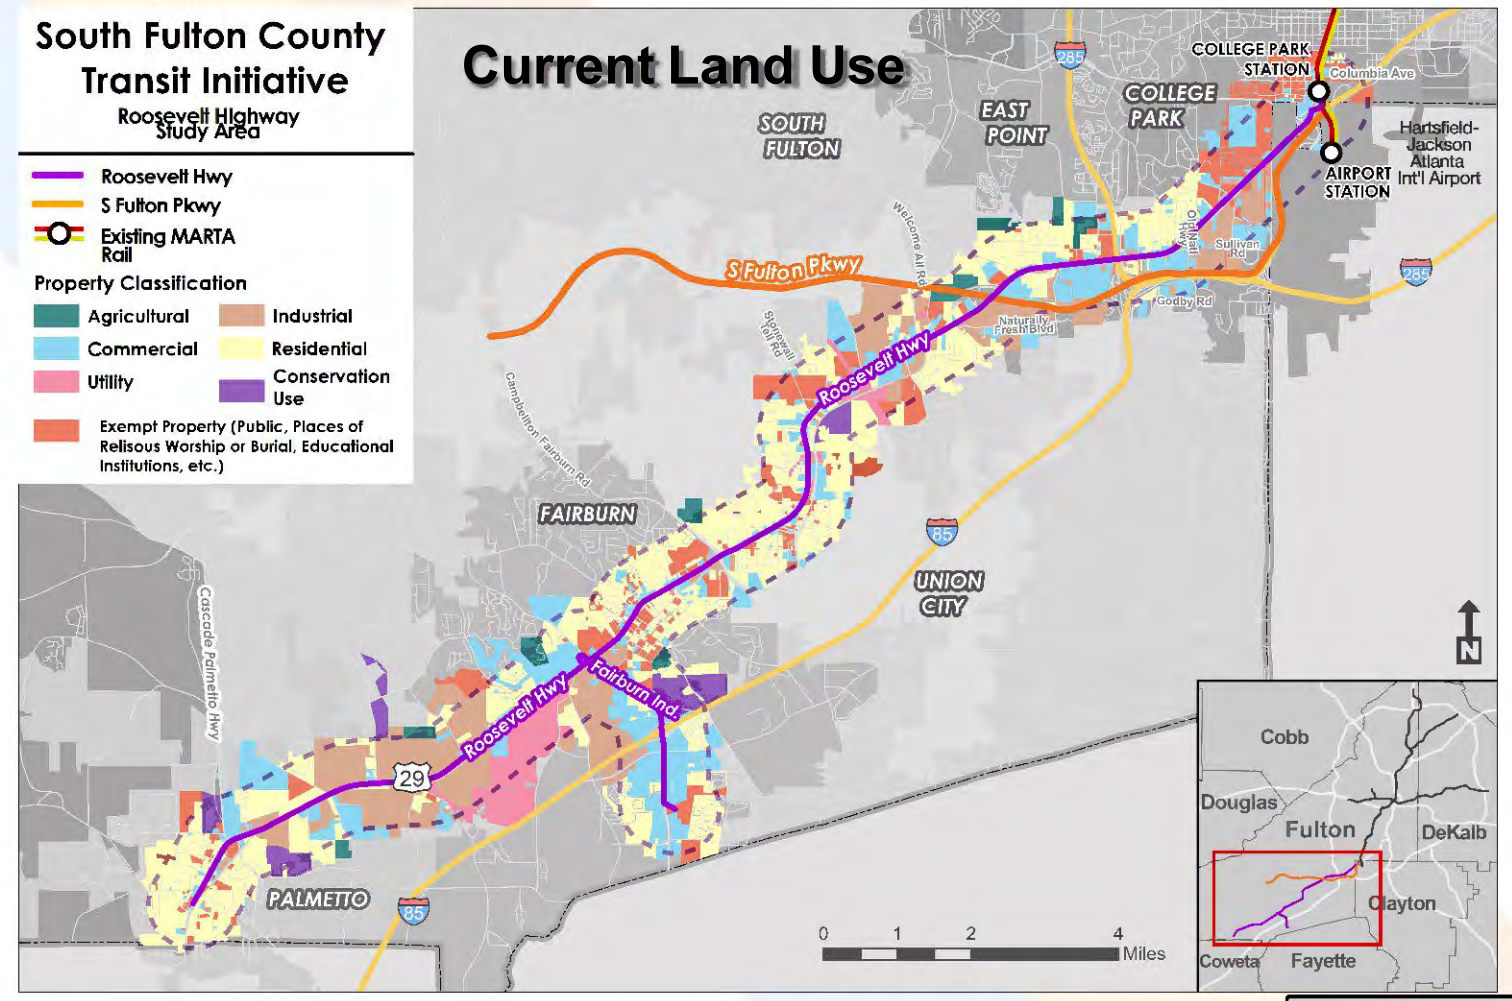 South Fulton County
Transit Initiative
Roosevelt Highway
Study Area
Roosevelt Hwy
S Fulton Pkwy
Existing MARTA
Rail
Property Classification
Agricultural
Industrial
Commercial
Residential
Utility
Conservation
Use
Exempt Property (Public, Places of
Relisous Worship or Burial, Educational
Institutions, etc.)
Current Land Use
285
COLLEGE PARK
STATION
Columbia Ave
SOUTH
FULTON
EAST
POINT
COLLEGE
PARK
Hartsfield-
Jackson
Atlanta
Int'l Airport
AIRPORT
STATION
Welcome All Rd
Old Natl
Hwy
Sullivan
Rd
S Fulton Pkwy
285
Godby Rd
Naturally
Fresh Blvd
Stonewall
Tell Rd
Roosevelt Hwy
Campbellton Fairburn Rd
FAIRBURN
85
UNION
CITY
Cascade Palmetto Hwy
Fairburn Ind.
Roosevelt Hwy
29
N
PALMETTO
85
0 1 2 4
Miles
Cobb
Douglas
Fulton
DeKalb
Clayton
Coweta
Fayette